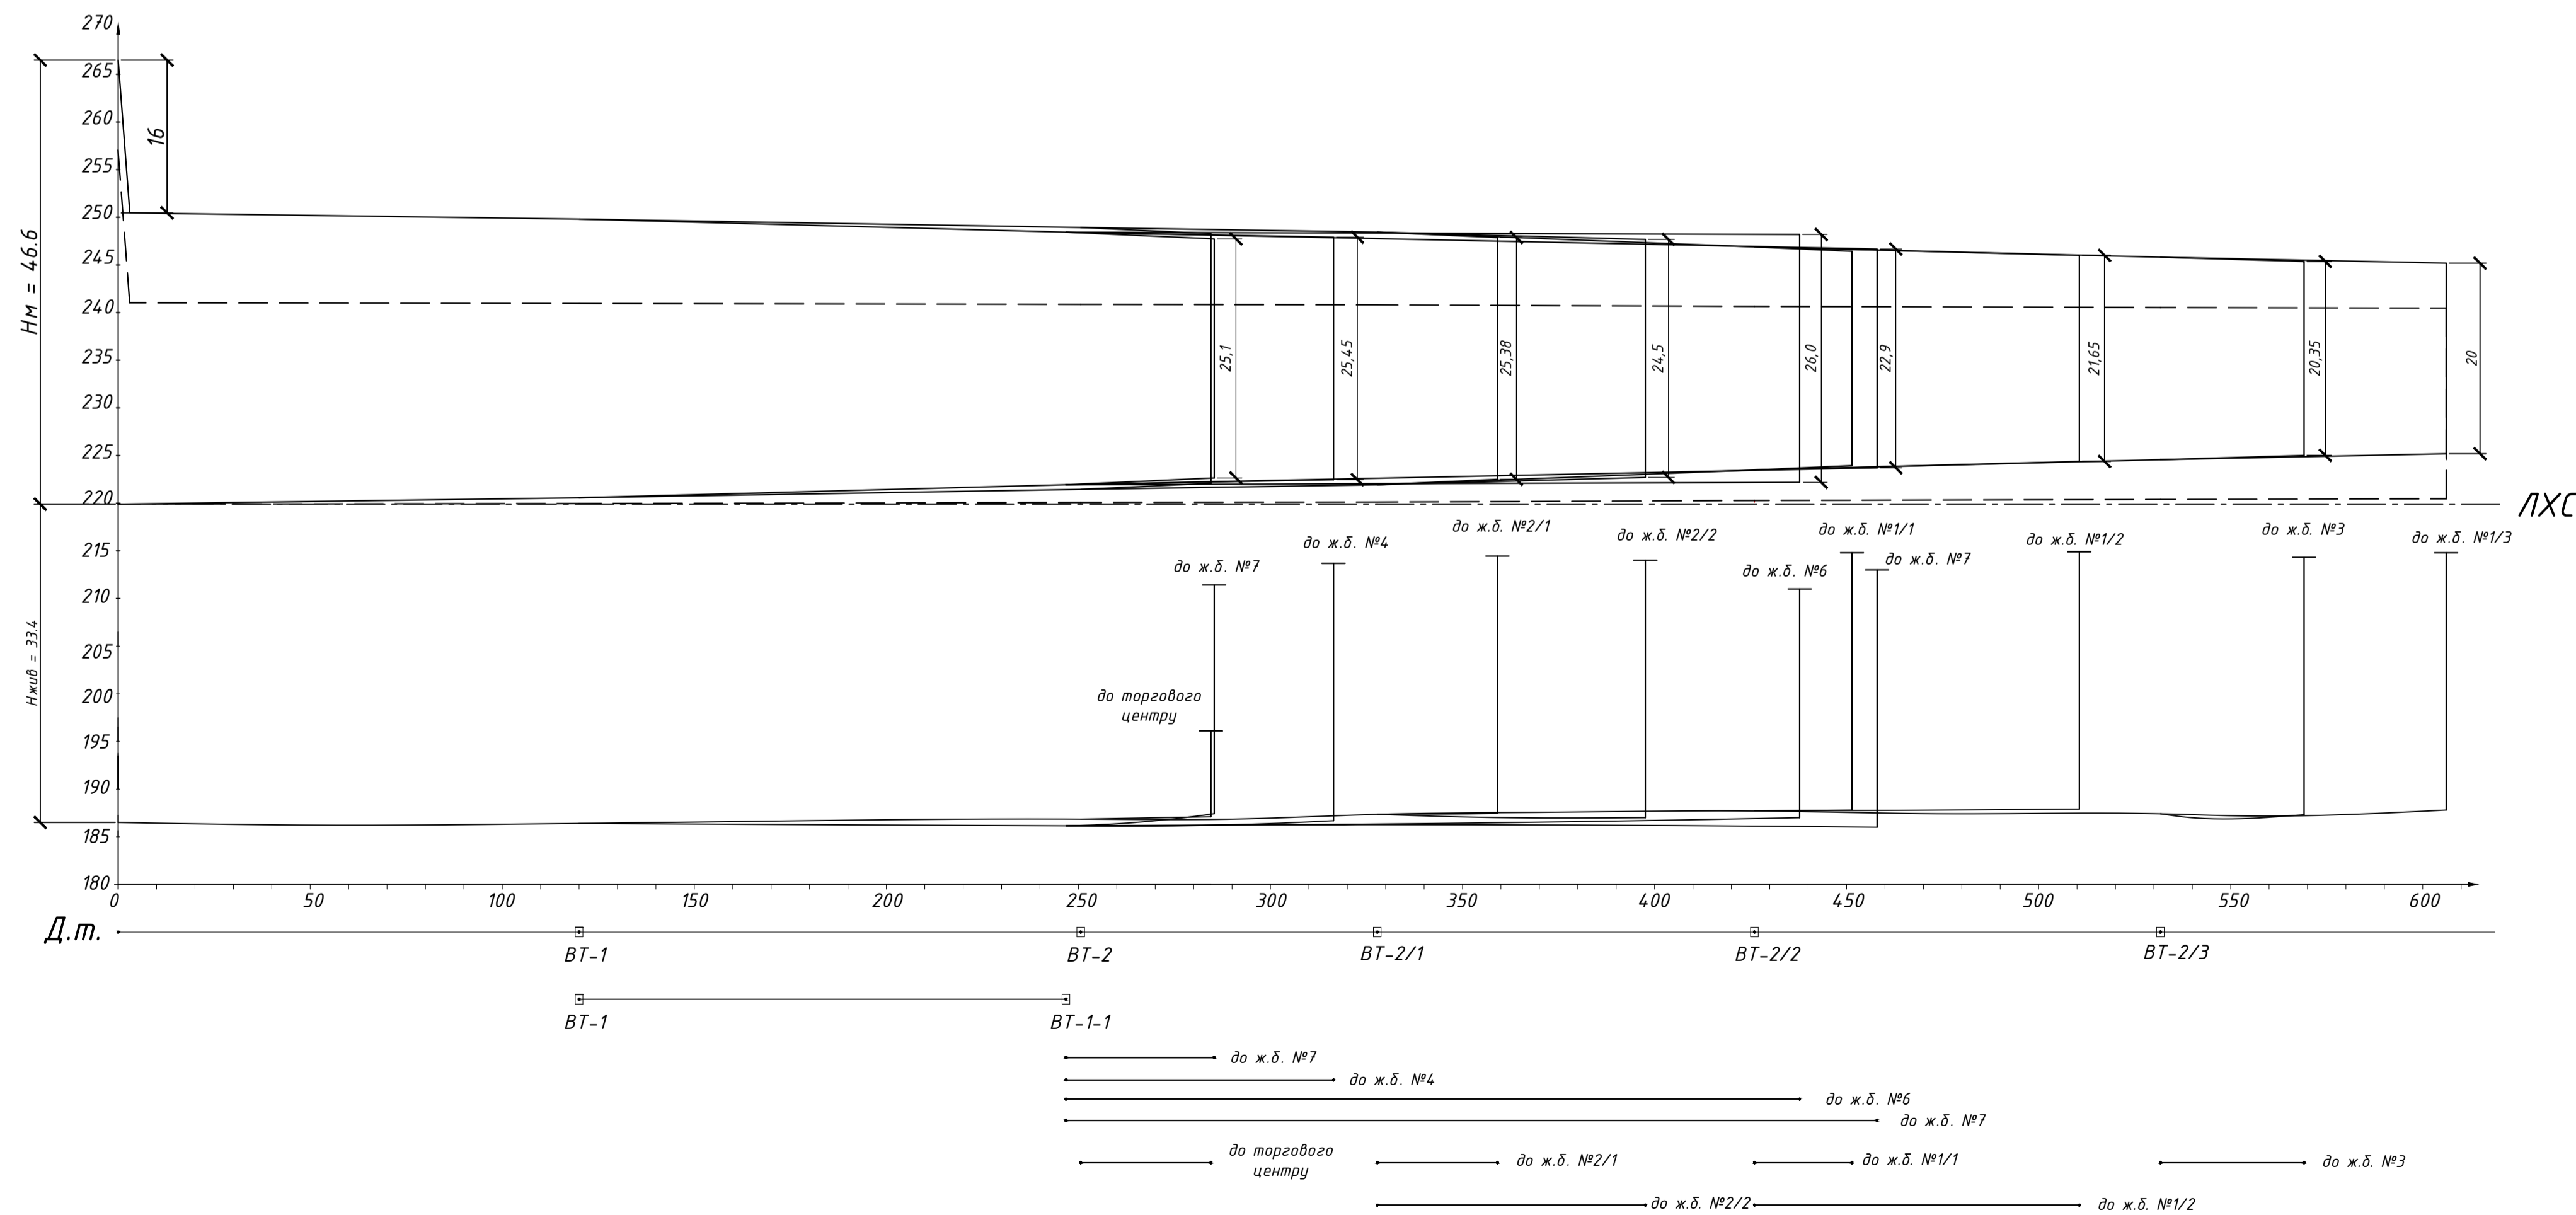 270
265
260
255
250
245
240
235
230
225
220
215
210
205
200
195
190
185
180
Нм = 46.6
16
Нжив = 33.4
25,1
25,45
25,38
24,5
26,0
22,9
21,65
20,35
20
ЛХС
до торгового
центру
до ж.б. №7
до ж.б. №4
до ж.б. №2/1
до ж.б. №2/2
до ж.б. №6
до ж.б. №1/1
до ж.б. №7
до ж.б. №1/2
до ж.б. №3
до ж.б. №1/3
0 50 100 150 200 250 300 350 400 450 500 550 600
Д.т.
ВТ-1 ВТ-2 ВТ-2/1 ВТ-2/2 ВТ-2/3
ВТ-1 ВТ-1-1
до ж.б. №7
до ж.б. №4
до ж.б. №6
до ж.б. №7
до торгового
центру
до ж.б. №2/1
до ж.б. №1/1
до ж.б. №3
до ж.б. №2/2
до ж.б. №1/2